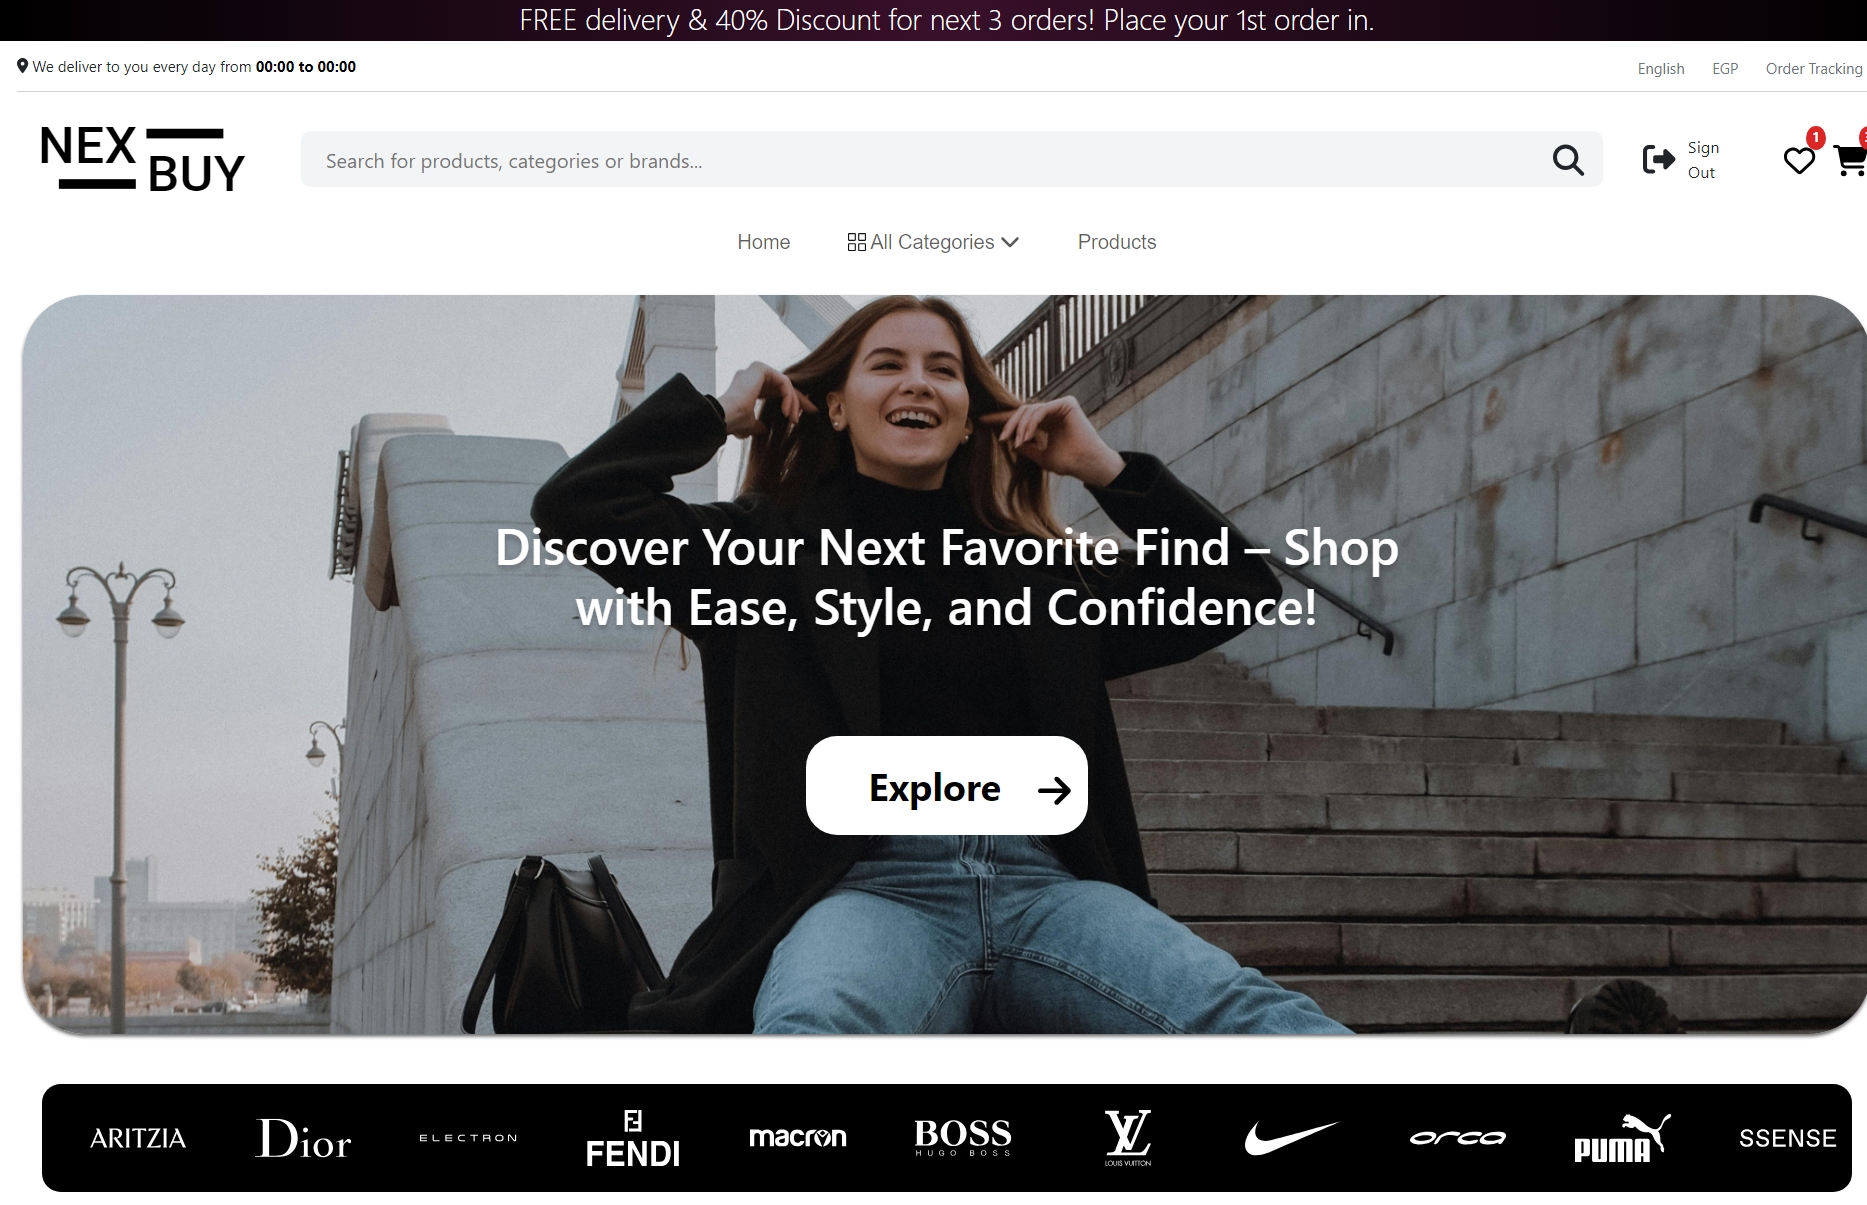 FREE delivery & 40% Discount for next 3 orders! Place your 1st order in.
We deliver to you every day from 00:00 to 00:00
English EGP Order Tracking
NEX
BUY
Search for products, categories or brands...
Sign
Out
1
Home All Categories Products
Discover Your Next Favorite Find – Shop
with Ease, Style, and Confidence!
Explore
ARITZIA
Dior
ELECTRON
FENDI
macron
BOSS
HUGO BOSS
LV
LOUIS VUITTON
orca
PUMA
SSENSE